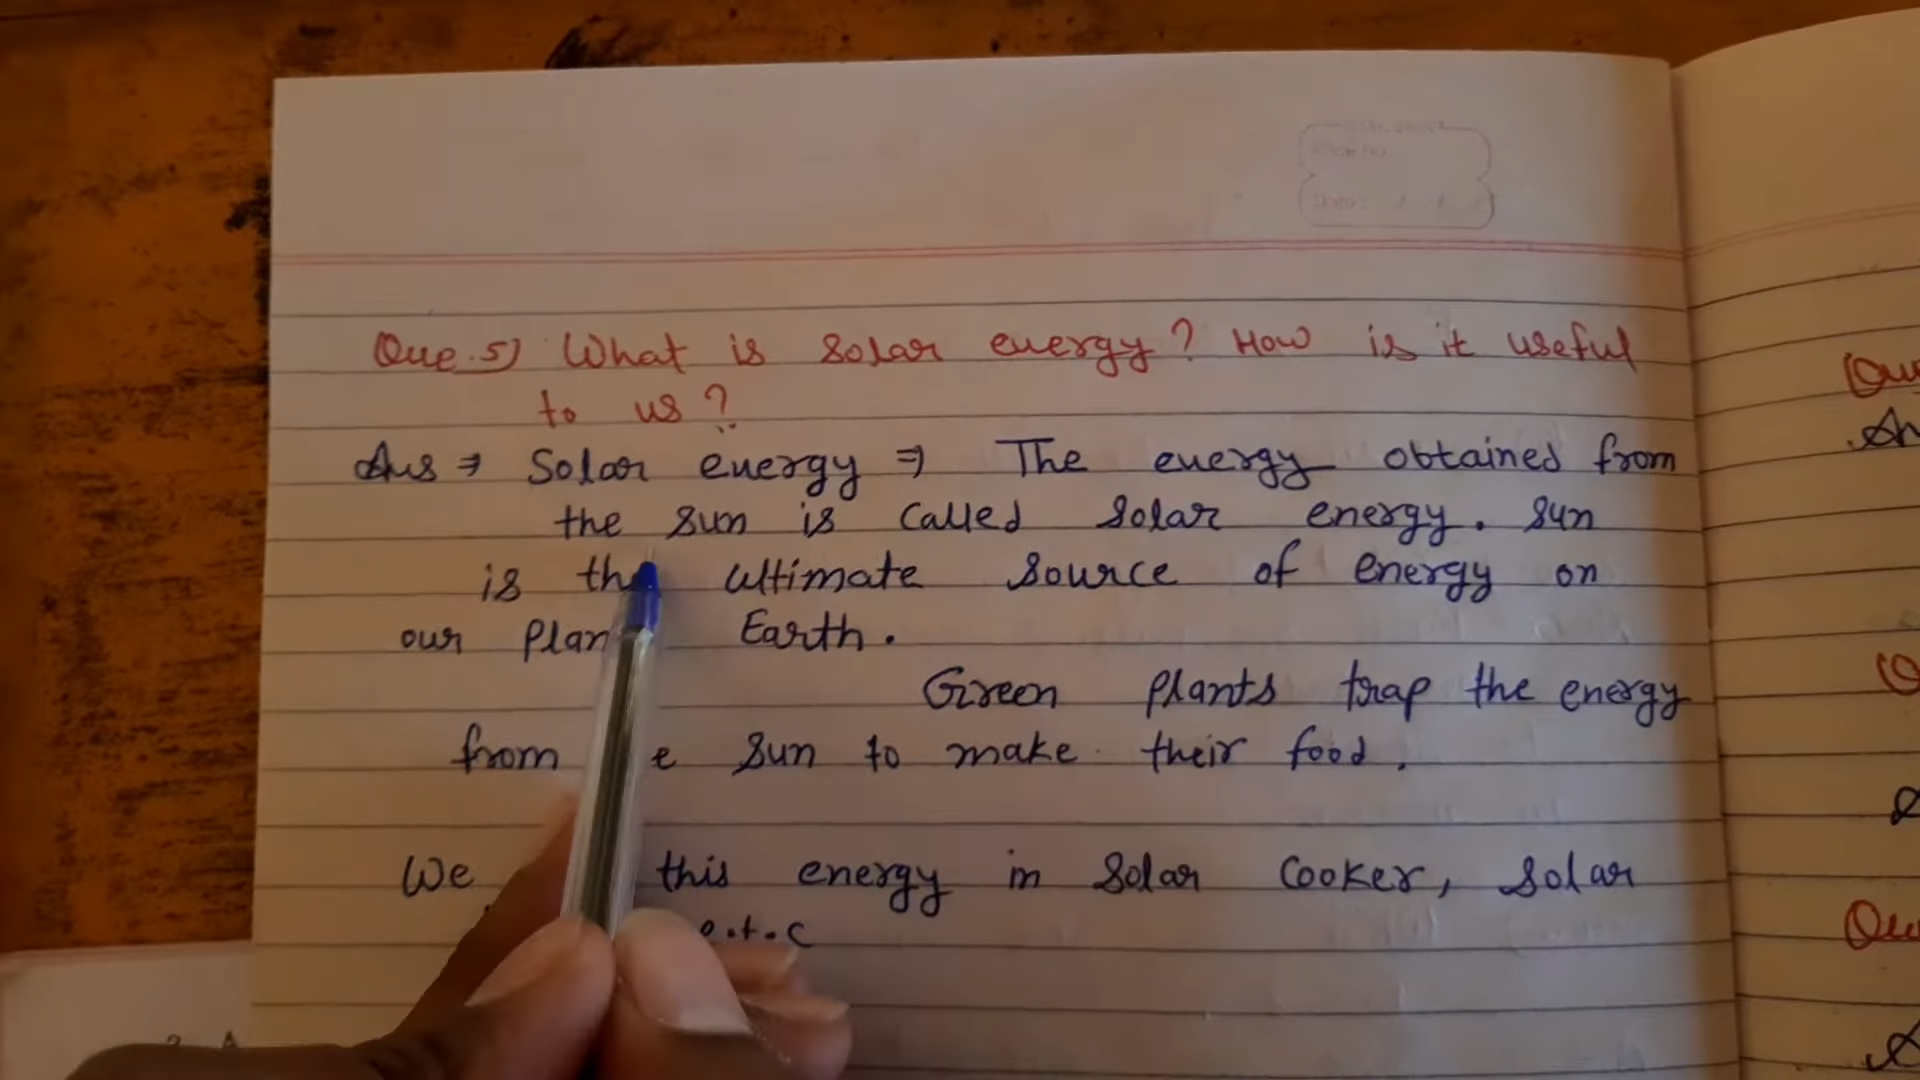 Que.5) What is solar energy? How is it useful
to us?
Ans ⇒ Solar energy ⇒ The energy obtained from
the sun is called solar energy. Sun
is the ultimate source of energy on
our Plan Earth.
Green plants trap the energy
from e sun to make their food.
We this energy in Solar Cooker, Solar
e.t.c